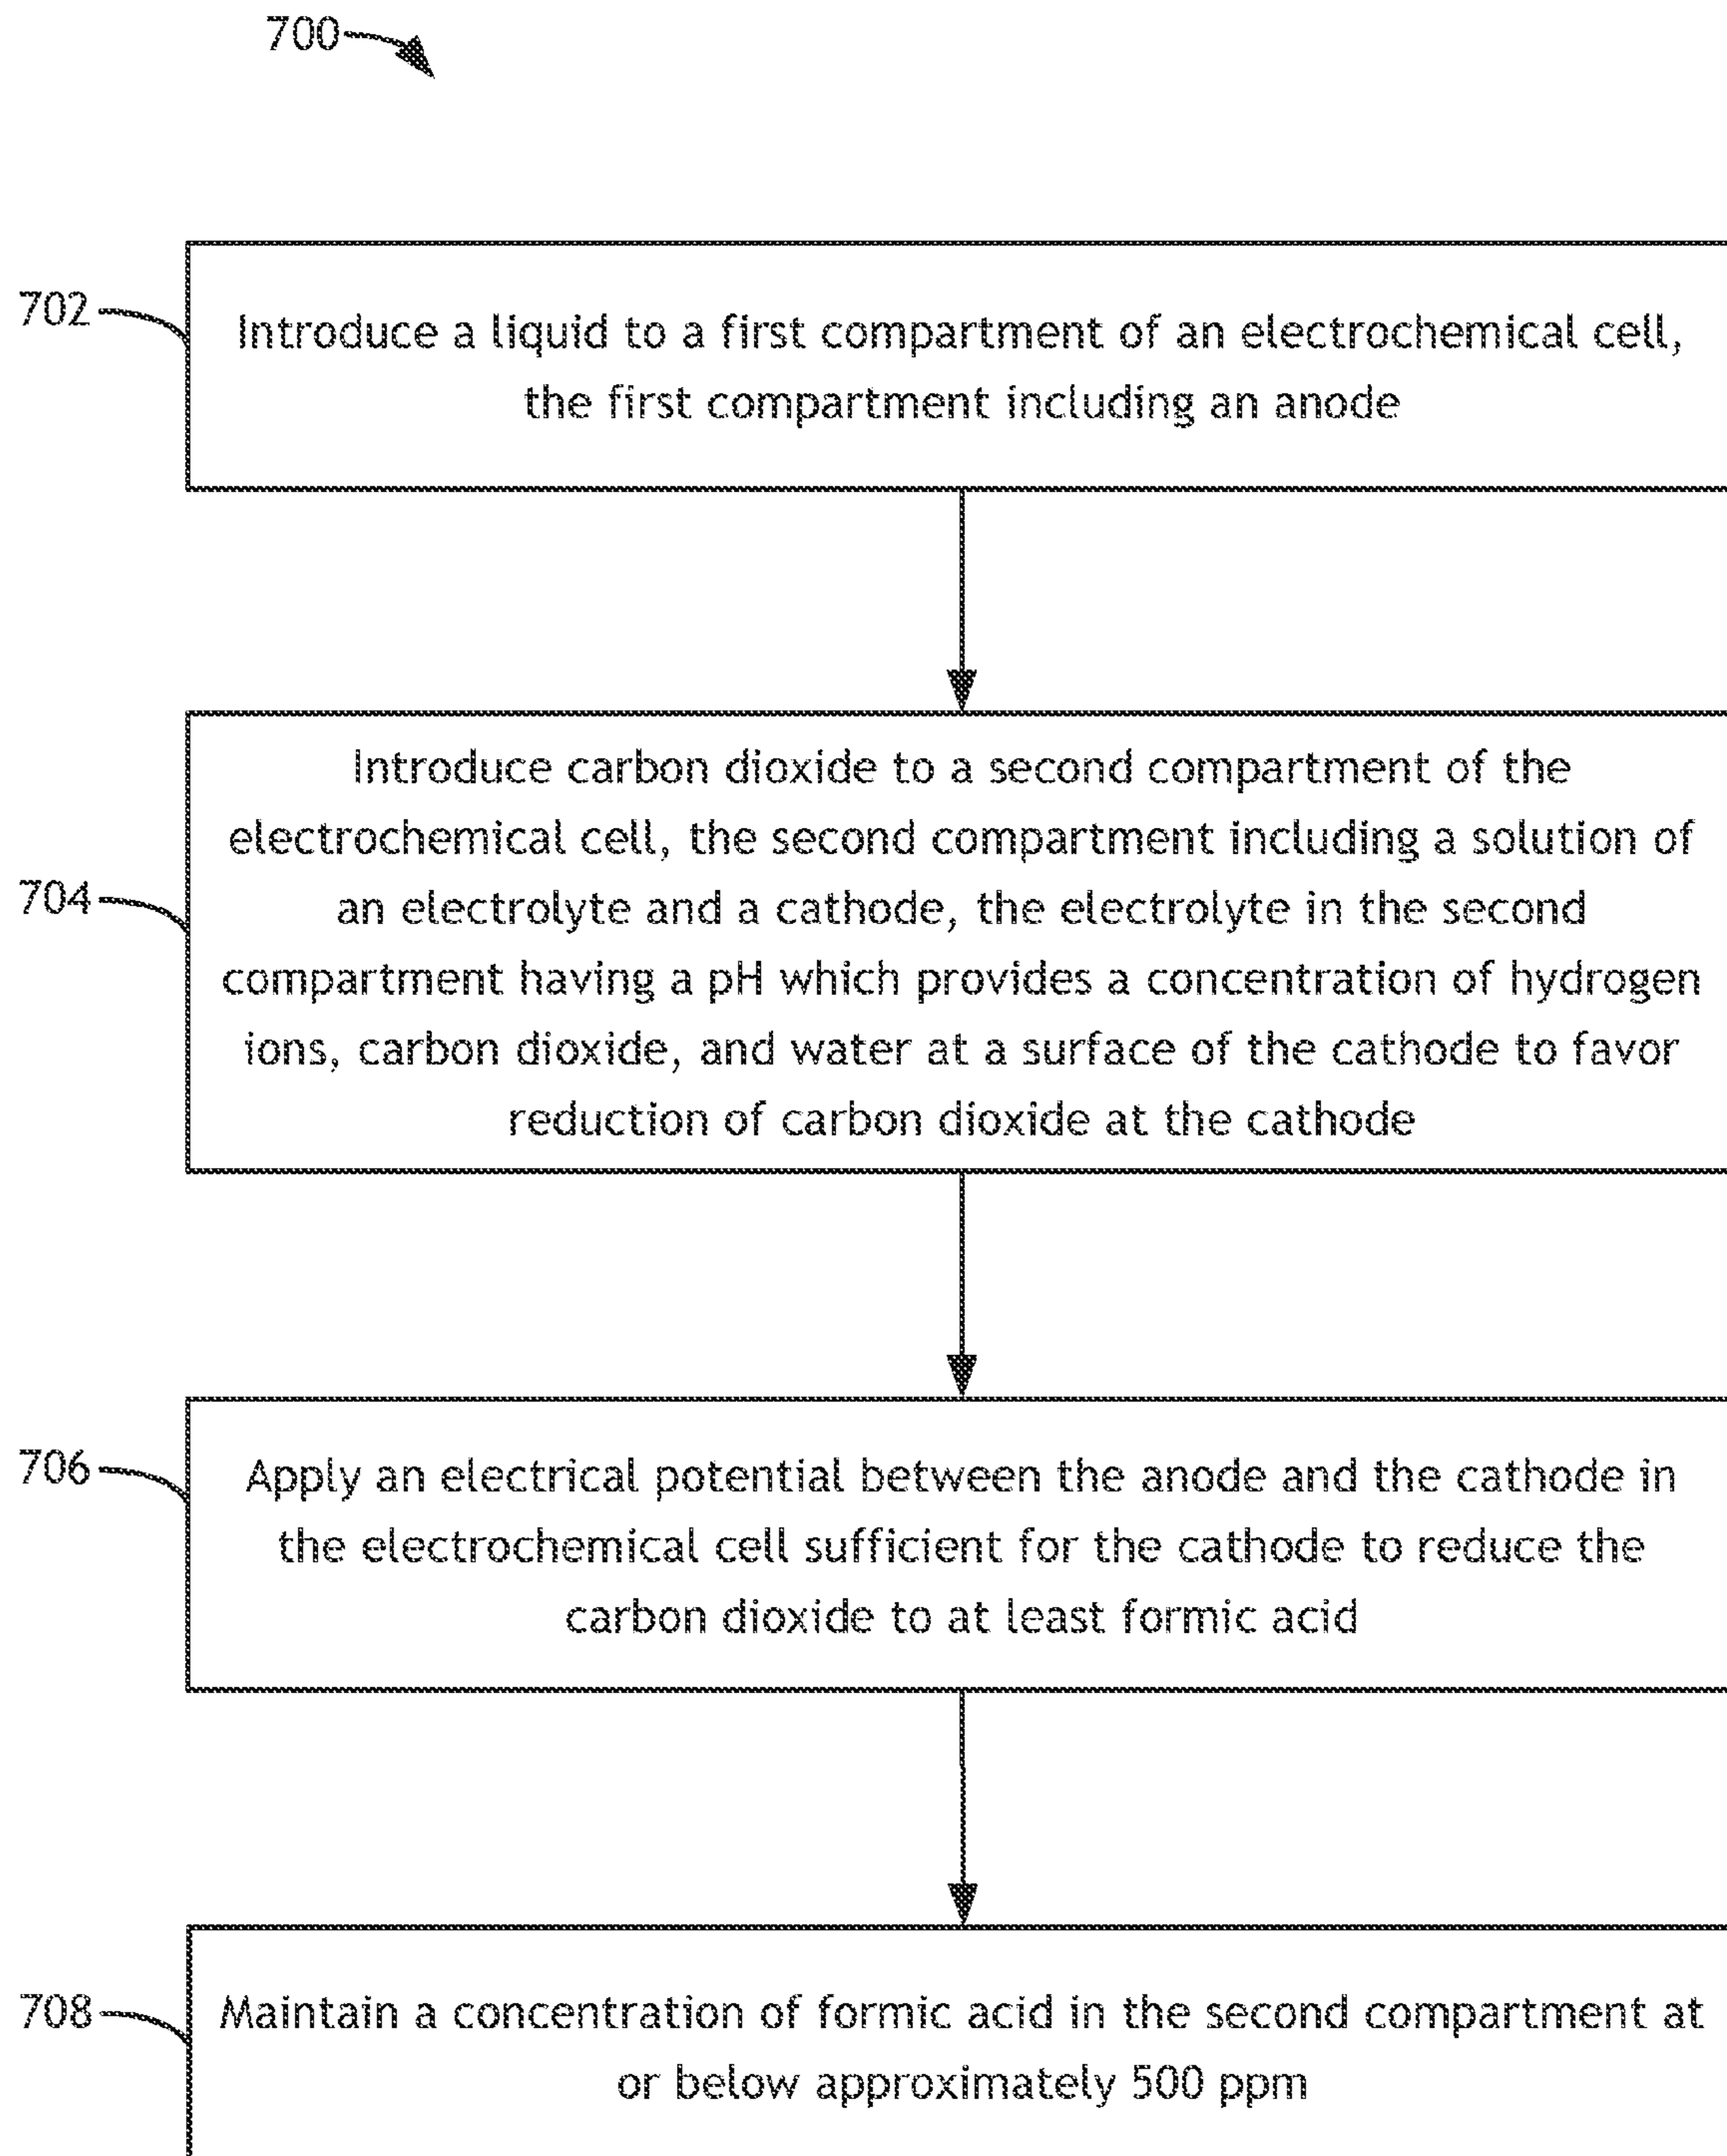 700
702
Introduce a liquid to a first compartment of an electrochemical cell,
the first compartment including an anode
704
Introduce carbon dioxide to a second compartment of the
electrochemical cell, the second compartment including a solution of
an electrolyte and a cathode, the electrolyte in the second
compartment having a pH which provides a concentration of hydrogen
ions, carbon dioxide, and water at a surface of the cathode to favor
reduction of carbon dioxide at the cathode
706
Apply an electrical potential between the anode and the cathode in
the electrochemical cell sufficient for the cathode to reduce the
carbon dioxide to at least formic acid
708
Maintain a concentration of formic acid in the second compartment at
or below approximately 500 ppm